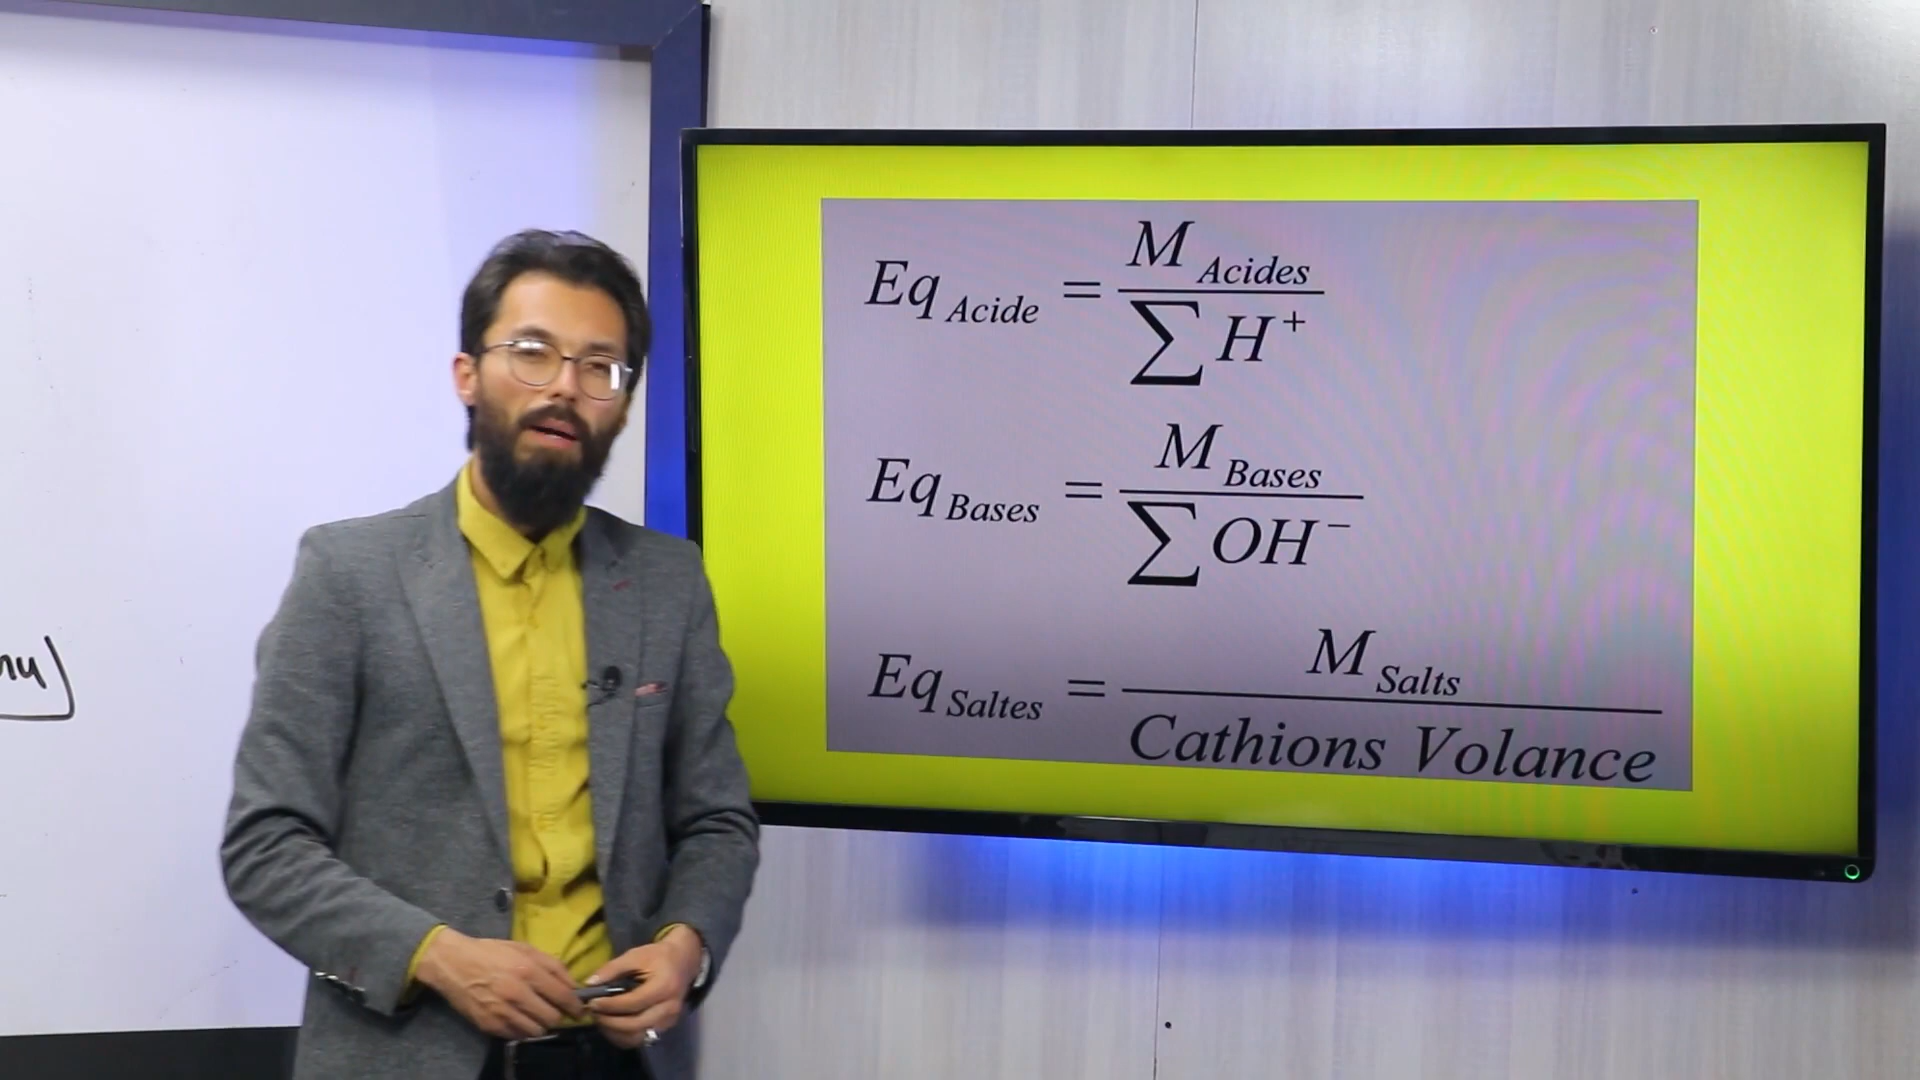 Eq Acide = M Acides / ∑ H⁺
Eq Bases = M Bases / ∑ OH⁻
Eq Saltes = M Salts / Cathions Volance